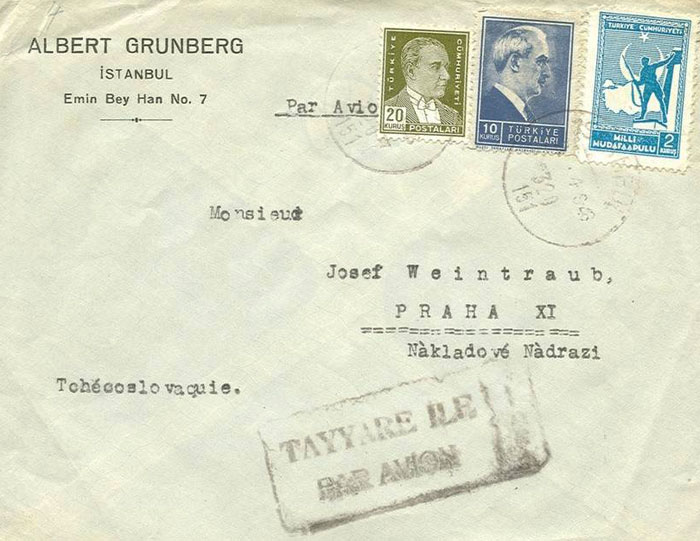 ALBERT GRUNBERG
İSTANBUL
Emin Bey Han No. 7
Par Avio
TÜRKİYE CUMHURİYETİ
20 KURUŞ POSTALARI
10 KURUŞ TÜRKİYE POSTALARI
TÜRKİYE CUMHURİYETİ
MİLLİ MÜDAFAA PULU 2 KURUŞ
Monsieur
Josef Weintraub,
PRAHA XI
Nàkladové Nàdrazi
Tchécoslovaquie.
TAYYARE İLE
PAR AVION